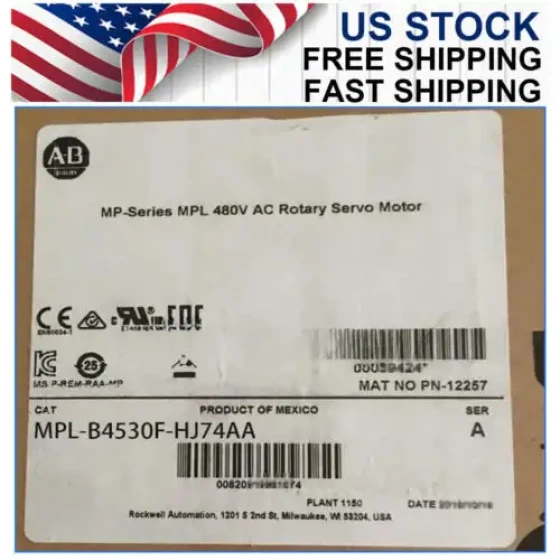 US STOCK
FREE SHIPPING
FAST SHIPPING
A-B
MP-Series MPL 480V AC Rotary Servo Motor
CE
25
MAT NO PN-12257
CAT
PRODUCT OF MEXICO
SER
MPL-B4530F-HJ74AA
A
PLANT 1150
DATE
Rockwell Automation, 1201 S 2nd St, Milwaukee, WI 53204, USA